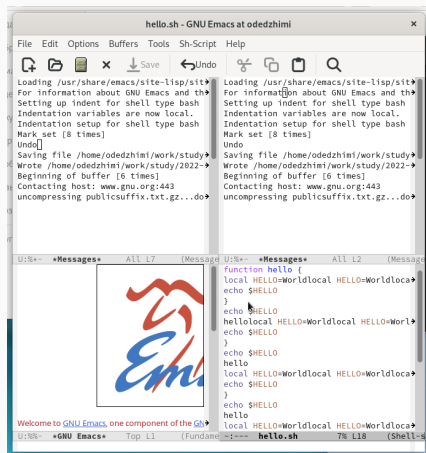 hello.sh - GNU Emacs at odedzhimi
File Edit Options Buffers Tools Sh-Script Help
Save Undo
Loading /usr/share/emacs/site-lisp/sit
For information about GNU Emacs and th
Setting up indent for shell type bash
Indentation variables are now local.
Indentation setup for shell type bash
Mark set [8 times]
Undo
Saving file /home/odedzhimi/work/study
Wrote /home/odedzhimi/work/study/2022-
Beginning of buffer [6 times]
Contacting host: www.gnu.org:443
uncompressing publicsuffix.txt.gz...do
U:%*- *Messages* All L7 (Message
Loading /usr/share/emacs/site-lisp/sit
For information about GNU Emacs and th
Setting up indent for shell type bash
Indentation variables are now local.
Indentation setup for shell type bash
Mark set [8 times]
Undo
Saving file /home/odedzhimi/work/study
Wrote /home/odedzhimi/work/study/2022-
Beginning of buffer [6 times]
Contacting host: www.gnu.org:443
uncompressing publicsuffix.txt.gz...do
U:%*- *Messages* All L2 (Message
Em
Welcome to GNU Emacs, one component of the GN
U:%%- *GNU Emacs* Top L1 (Fundame
function hello {
local HELLO=Worldlocal HELLO=Worldloca
echo $HELLO
}
echo $HELLO
hellolocal HELLO=Worldlocal HELLO=Worl
echo $HELLO
}
echo $HELLO
hello
local HELLO=Worldlocal HELLO=Worldloca
echo $HELLO
}
echo $HELLO
hello
local HELLO=Worldlocal HELLO=Worldloca
-:--- hello.sh 7% L18 (Shell-s